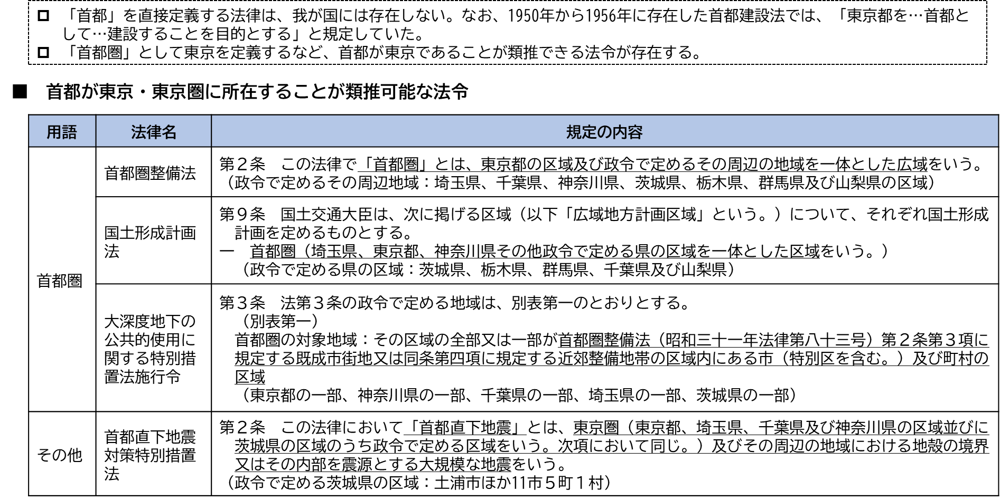 □ 「首都」を直接定義する法律は、我が国には存在しない。なお、1950年から1956年に存在した首都建設法では、「東京都を…首都と
して…建設することを目的とする」と規定していた。
□ 「首都圏」として東京を定義するなど、首都が東京であることが類推できる法令が存在する。
■ 首都が東京・東京圏に所在することが類推可能な法令
用語 法律名 規定の内容
首都圏
首都圏整備法
第２条　この法律で「首都圏」とは、東京都の区域及び政令で定めるその周辺の地域を一体とした広域をいう。
（政令で定めるその周辺地域：埼玉県、千葉県、神奈川県、茨城県、栃木県、群馬県及び山梨県の区域）
国土形成計画
法
第９条　国土交通大臣は、次に掲げる区域（以下「広域地方計画区域」という。）について、それぞれ国土形成
計画を定めるものとする。
一　首都圏（埼玉県、東京都、神奈川県その他政令で定める県の区域を一体とした区域をいう。）
（政令で定める県の区域：茨城県、栃木県、群馬県、千葉県及び山梨県）
大深度地下の
公共的使用に
関する特別措
置法施行令
第３条　法第３条の政令で定める地域は、別表第一のとおりとする。
（別表第一）
首都圏の対象地域：その区域の全部又は一部が首都圏整備法（昭和三十一年法律第八十三号）第２条第３項に
規定する既成市街地又は同条第四項に規定する近郊整備地帯の区域内にある市（特別区を含む。）及び町村の
区域
（東京都の一部、神奈川県の一部、千葉県の一部、埼玉県の一部、茨城県の一部）
その他
首都直下地震
対策特別措置
法
第２条　この法律において「首都直下地震」とは、東京圏（東京都、埼玉県、千葉県及び神奈川県の区域並びに
茨城県の区域のうち政令で定める区域をいう。次項において同じ。）及びその周辺の地域における地殻の境界
又はその内部を震源とする大規模な地震をいう。
（政令で定める茨城県の区域：土浦市ほか11市５町１村）